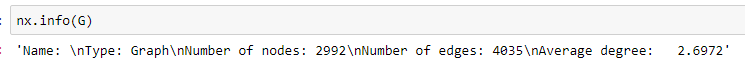 nx.info(G)
'Name: \nType: Graph\nNumber of nodes: 2992\nNumber of edges: 4035\nAverage degree:   2.6972'